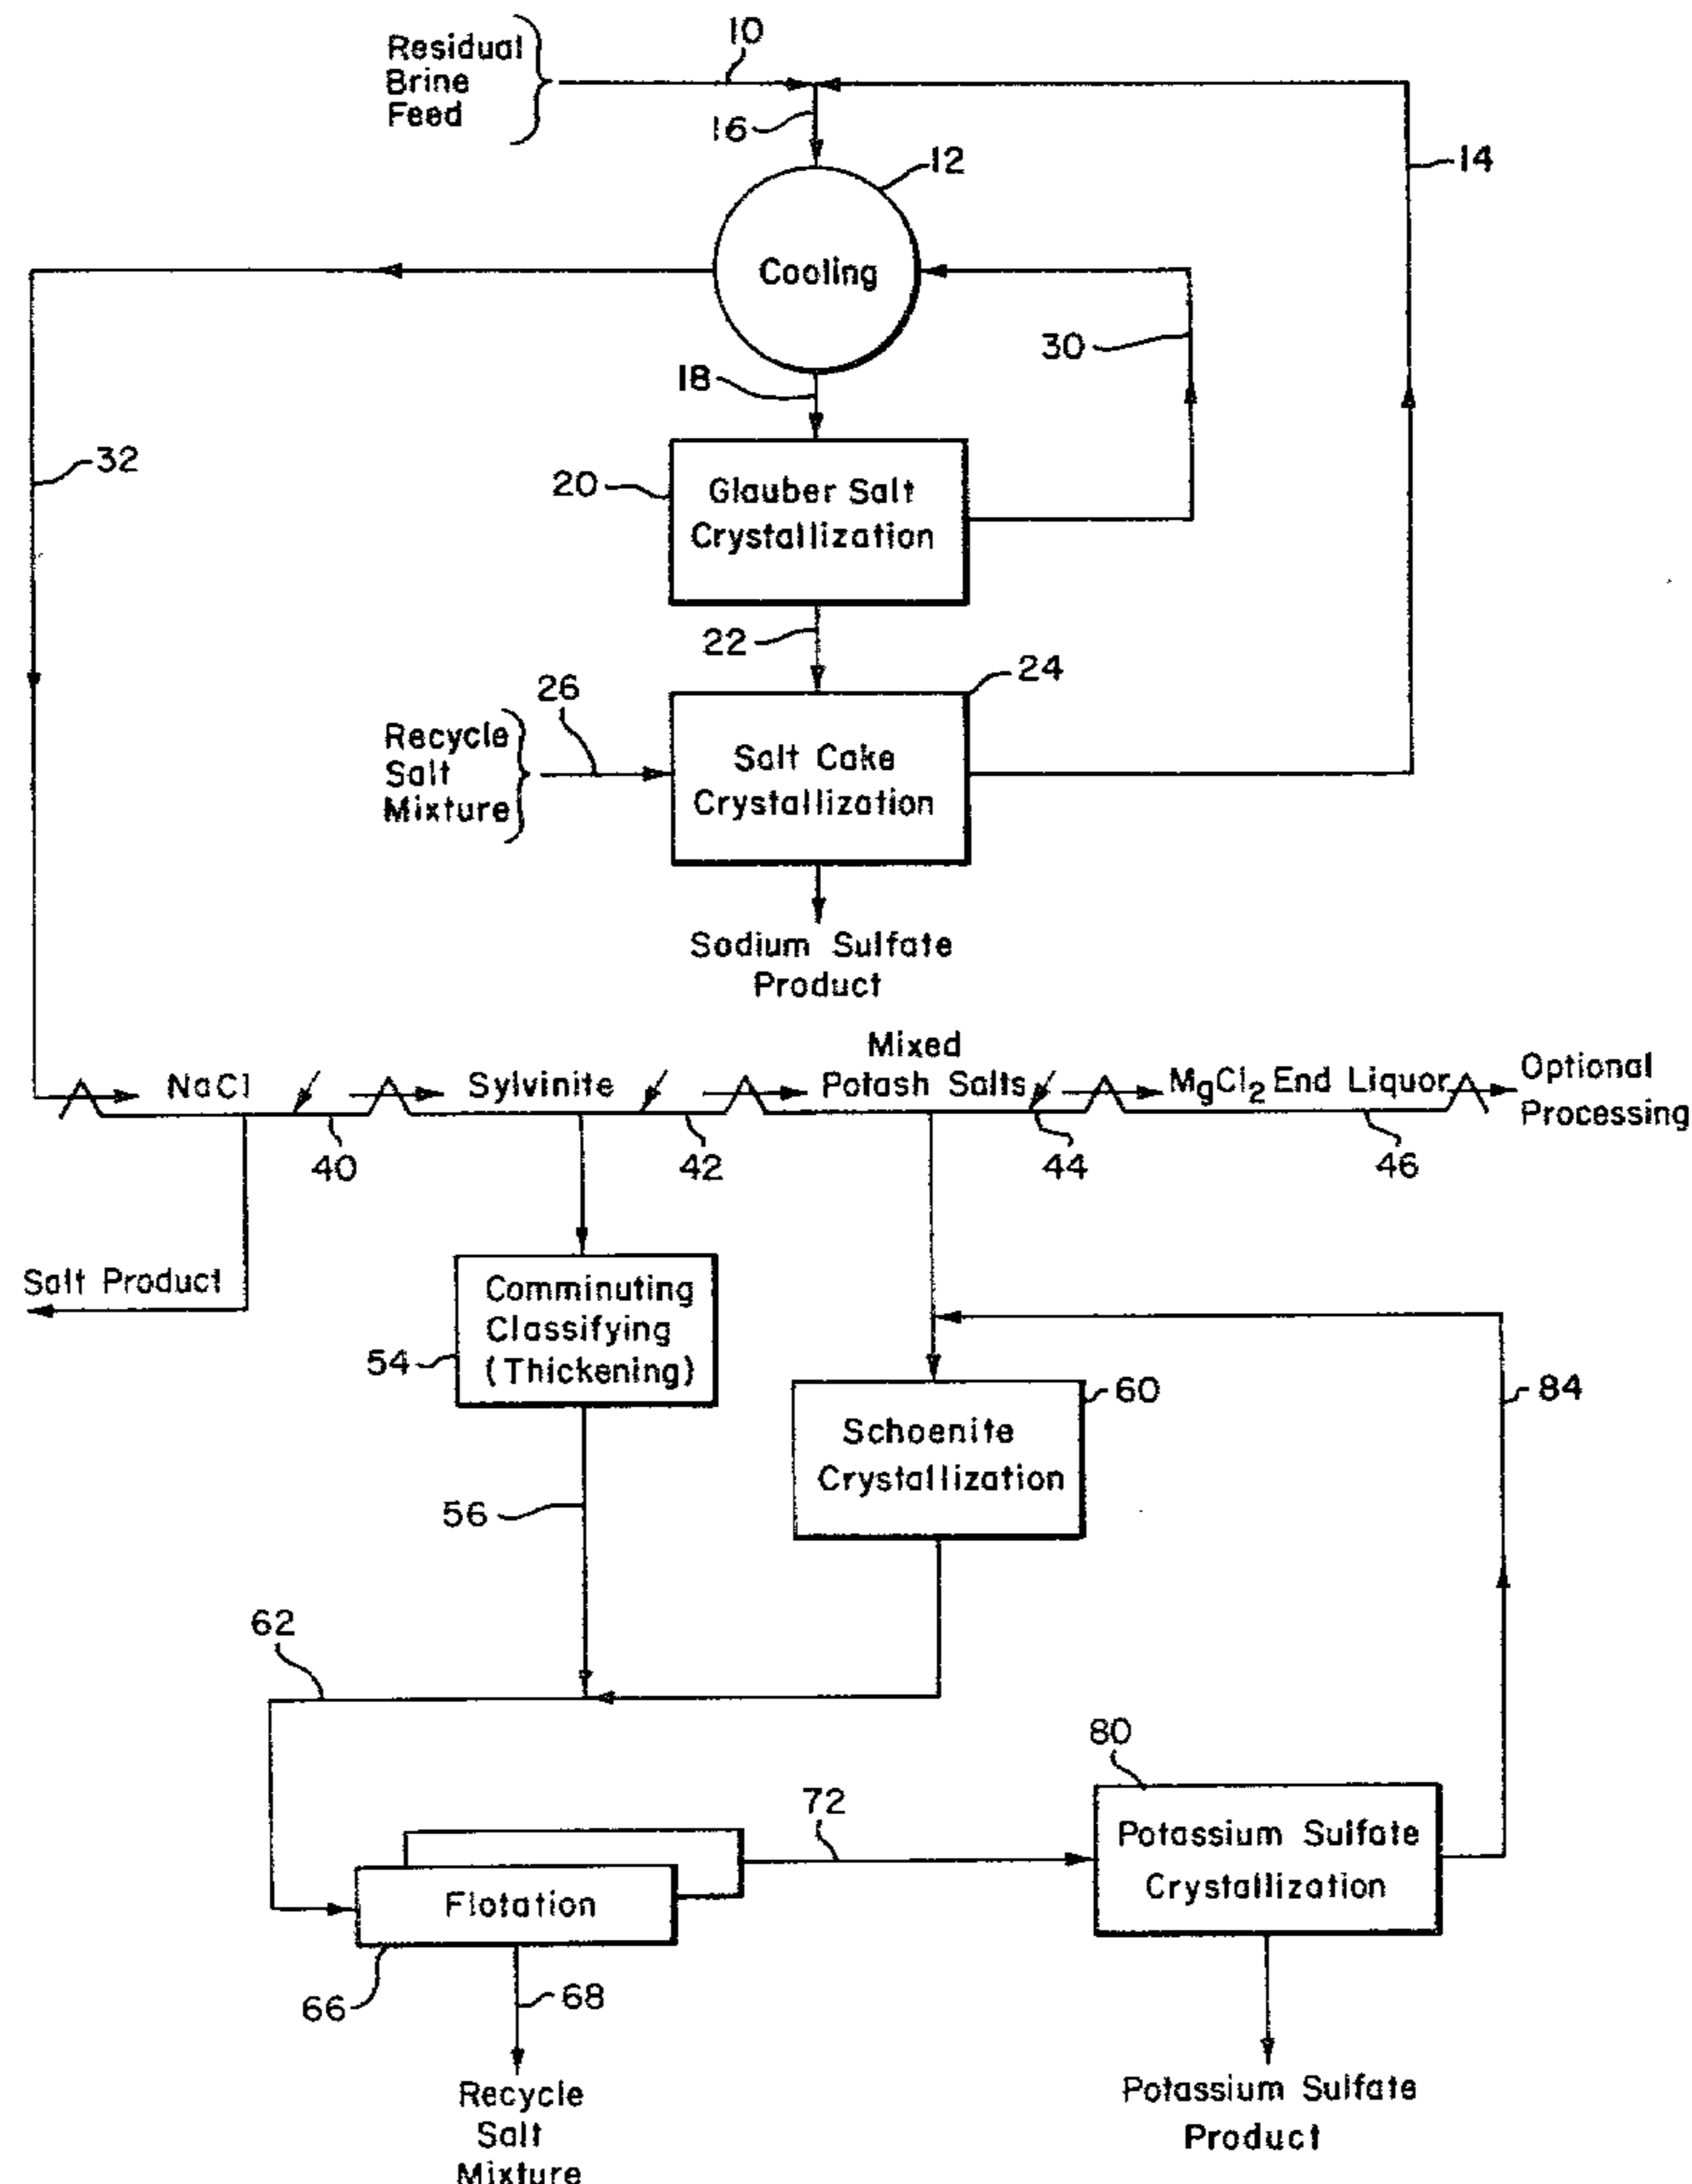 Residual
Brine
Feed
10
16
12
14
Cooling
30
18
32
20
Glauber Salt
Crystallization
22
24
26
Recycle
Salt
Mixture
Salt Cake
Crystallization
Sodium Sulfate
Product
NaCl
Sylvinite
Mixed
Potash Salts
MgCl2 End Liquor
Optional
Processing
40
42
44
46
Salt Product
Comminuting
Classifying
(Thickening)
54
60
84
Schoenite
Crystallization
56
62
80
72
Potassium Sulfate
Crystallization
Flotation
66
68
Recycle
Salt
Mixture
Potassium Sulfate
Product